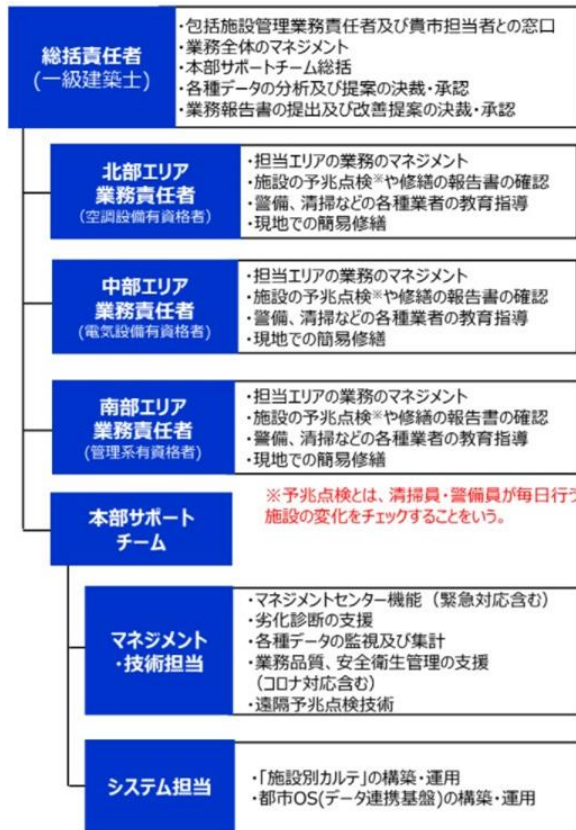 総括責任者
(一級建築士)
・包括施設管理業務責任者及び貴市担当者との窓口
・業務全体のマネジメント
・本部サポートチーム総括
・各種データの分析及び提案の決裁・承認
・業務報告書の提出及び改善提案の決裁・承認
北部エリア
業務責任者
(空調設備有資格者)
・担当エリアの業務のマネジメント
・施設の予兆点検※や修繕の報告書の確認
・警備、清掃などの各種業者の教育指導
・現地での簡易修繕
中部エリア
業務責任者
(電気設備有資格者)
・担当エリアの業務のマネジメント
・施設の予兆点検※や修繕の報告書の確認
・警備、清掃などの各種業者の教育指導
・現地での簡易修繕
南部エリア
業務責任者
(管理系有資格者)
・担当エリアの業務のマネジメント
・施設の予兆点検※や修繕の報告書の確認
・警備、清掃などの各種業者の教育指導
・現地での簡易修繕
※予兆点検とは、清掃員・警備員が毎日行う
施設の変化をチェックすることをいう。
本部サポート
チーム
マネジメント
・技術担当
・マネジメントセンター機能（緊急対応含む）
・劣化診断の支援
・各種データの監視及び集計
・業務品質、安全衛生管理の支援
（コロナ対応含む）
・遠隔予兆点検技術
システム担当
・「施設別カルテ」の構築・運用
・都市OS(データ連携基盤)の構築・運用